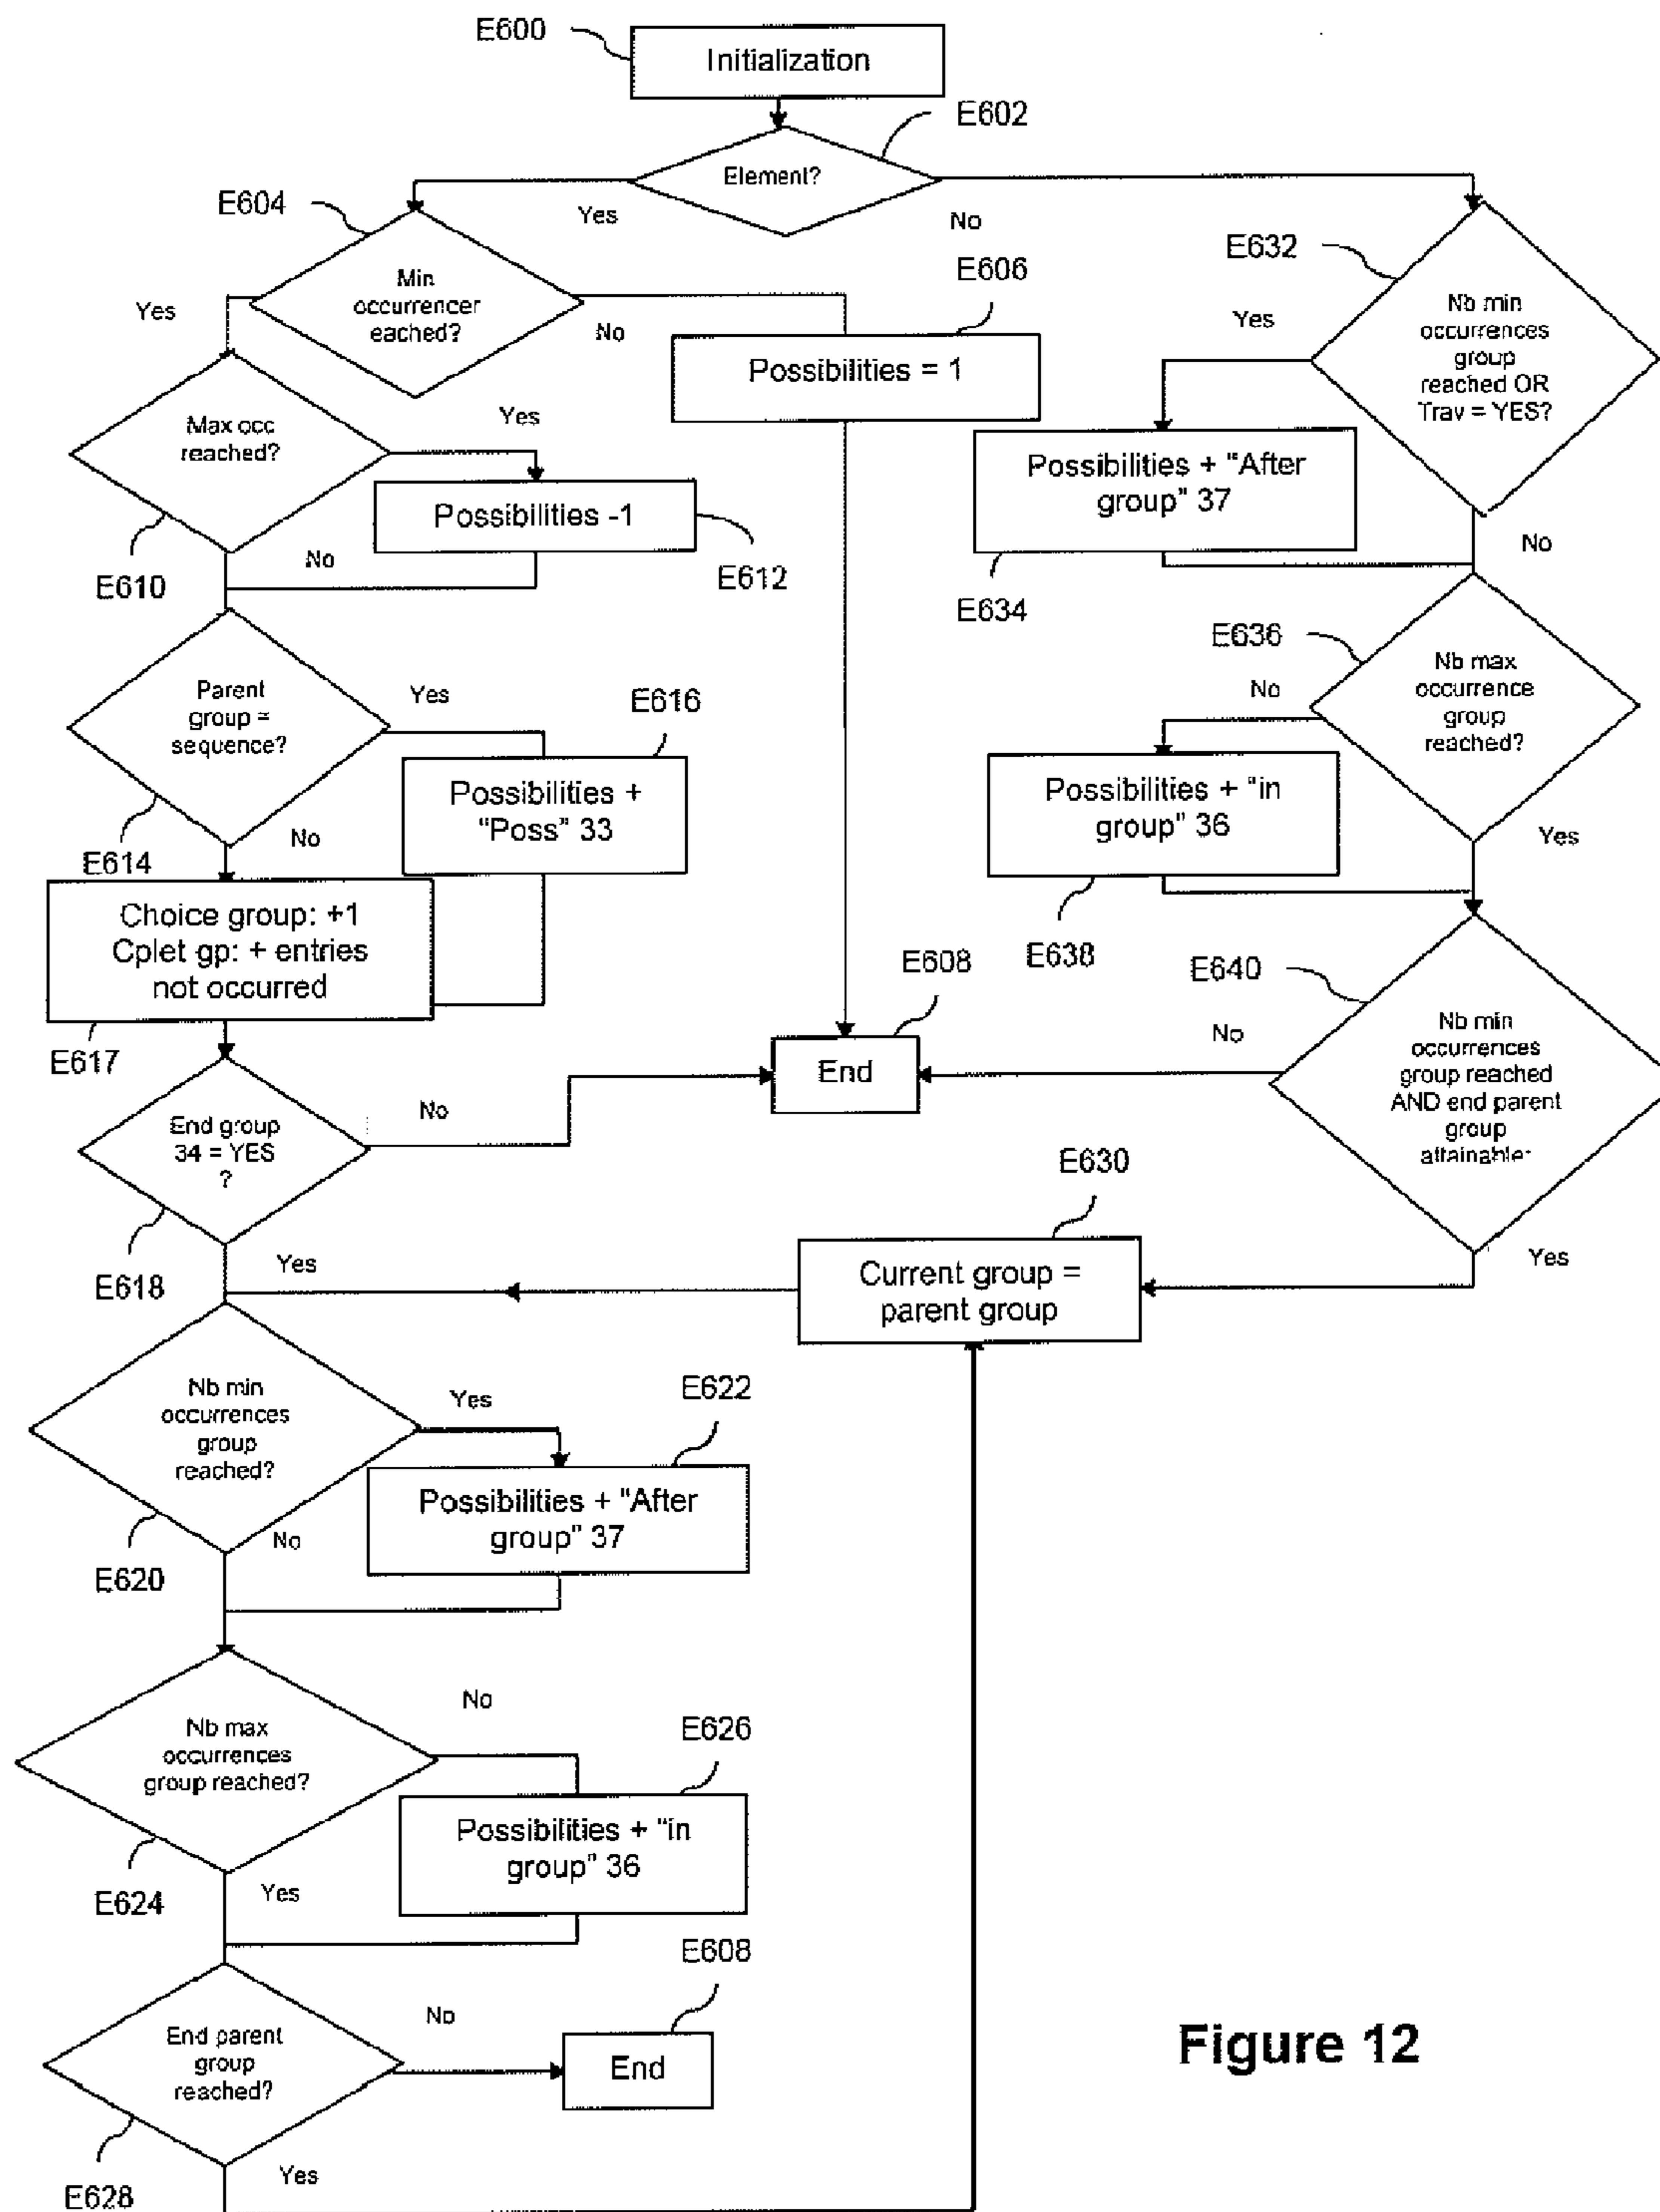 E600
Initialization
E602
Element?
Yes
No
E604
Min
occurrencer
eached?
Yes
No
E606
Possibilities = 1
E632
Nb min
occurrences
group
reached OR
Trav = YES?
Yes
No
Max occ
reached?
Yes
No
E610
Possibilities -1
E612
Possibilities + "After
group" 37
E634
E636
Nb max
occurrence
group
reached?
No
Yes
Parent
group =
sequence?
Yes
No
E614
E616
Possibilities +
"Poss" 33
Possibilities + "in
group" 36
E638
Choice group: +1
Cplet gp: + entries
not occurred
E617
E608
End
E640
Nb min
occurrences
group reached
AND end parent
group
No
Yes
End group
34 = YES
?
No
Yes
E618
E630
Current group =
parent group
Nb min
occurrences
group
reached?
Yes
No
E620
E622
Possibilities + "After
group" 37
Nb max
occurrences
group reached?
No
Yes
E624
E626
Possibilities + "in
group" 36
E608
End parent
group
reached?
No
End
Yes
E628
Figure 12